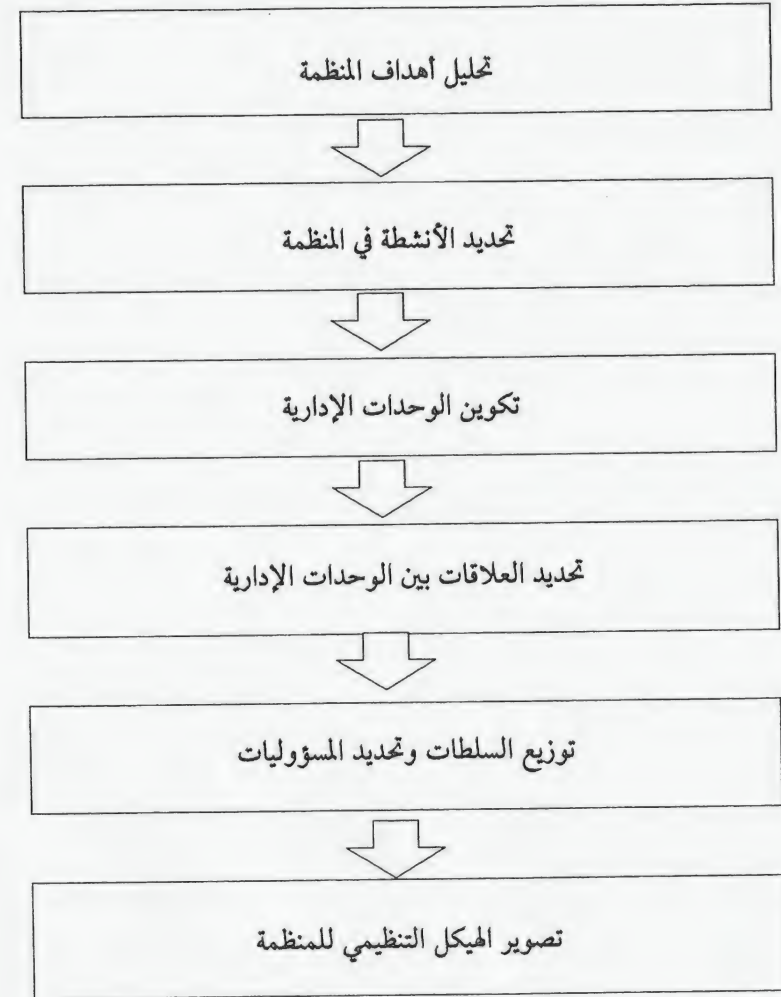 تحليل أهداف المنظمة
تحديد الأنشطة في المنظمة
تكوين الوحدات الإدارية
تحديد العلاقات بين الوحدات الإدارية
توزيع السلطات وتحديد المسؤوليات
تصوير الهيكل التنظيمي للمنظمة